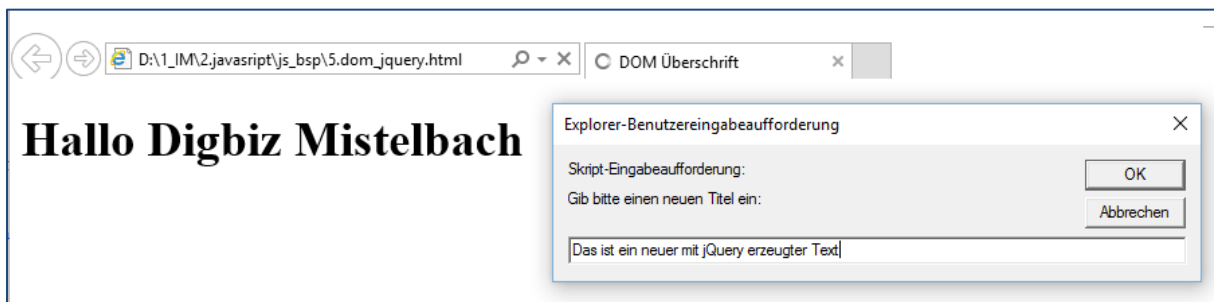 D:\1_IM\2.javasript\js_bsp\5.dom_jquery.html
DOM Überschrift
Hallo Digbiz Mistelbach
Explorer-Benutzereingabeaufforderung
Skript-Eingabeaufforderung:
OK
Gib bitte einen neuen Titel ein:
Abbrechen
Das ist ein neuer mit jQuery erzeugter Text